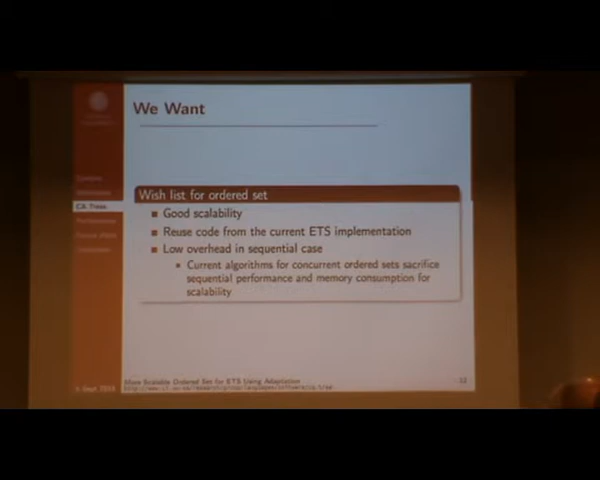 We Want
Wish list for ordered set
Good scalability
Reuse code from the current ETS implementation
Low overhead in sequential case
Current algorithms for concurrent ordered sets sacrifice
sequential performance and memory consumption for
scalability
CA Trees
More Scalable Ordered Set for ETS Using Adaptation